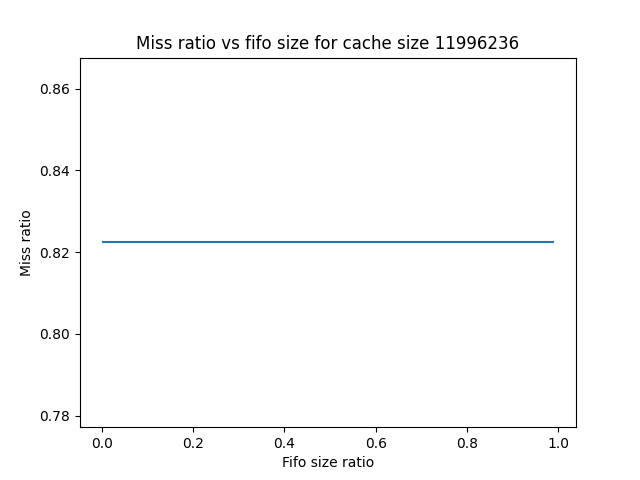 Miss ratio vs fifo size for cache size 11996236
0.86
0.84
0.82
0.80
0.78
Miss ratio
0.0 0.2 0.4 0.6 0.8 1.0
Fifo size ratio